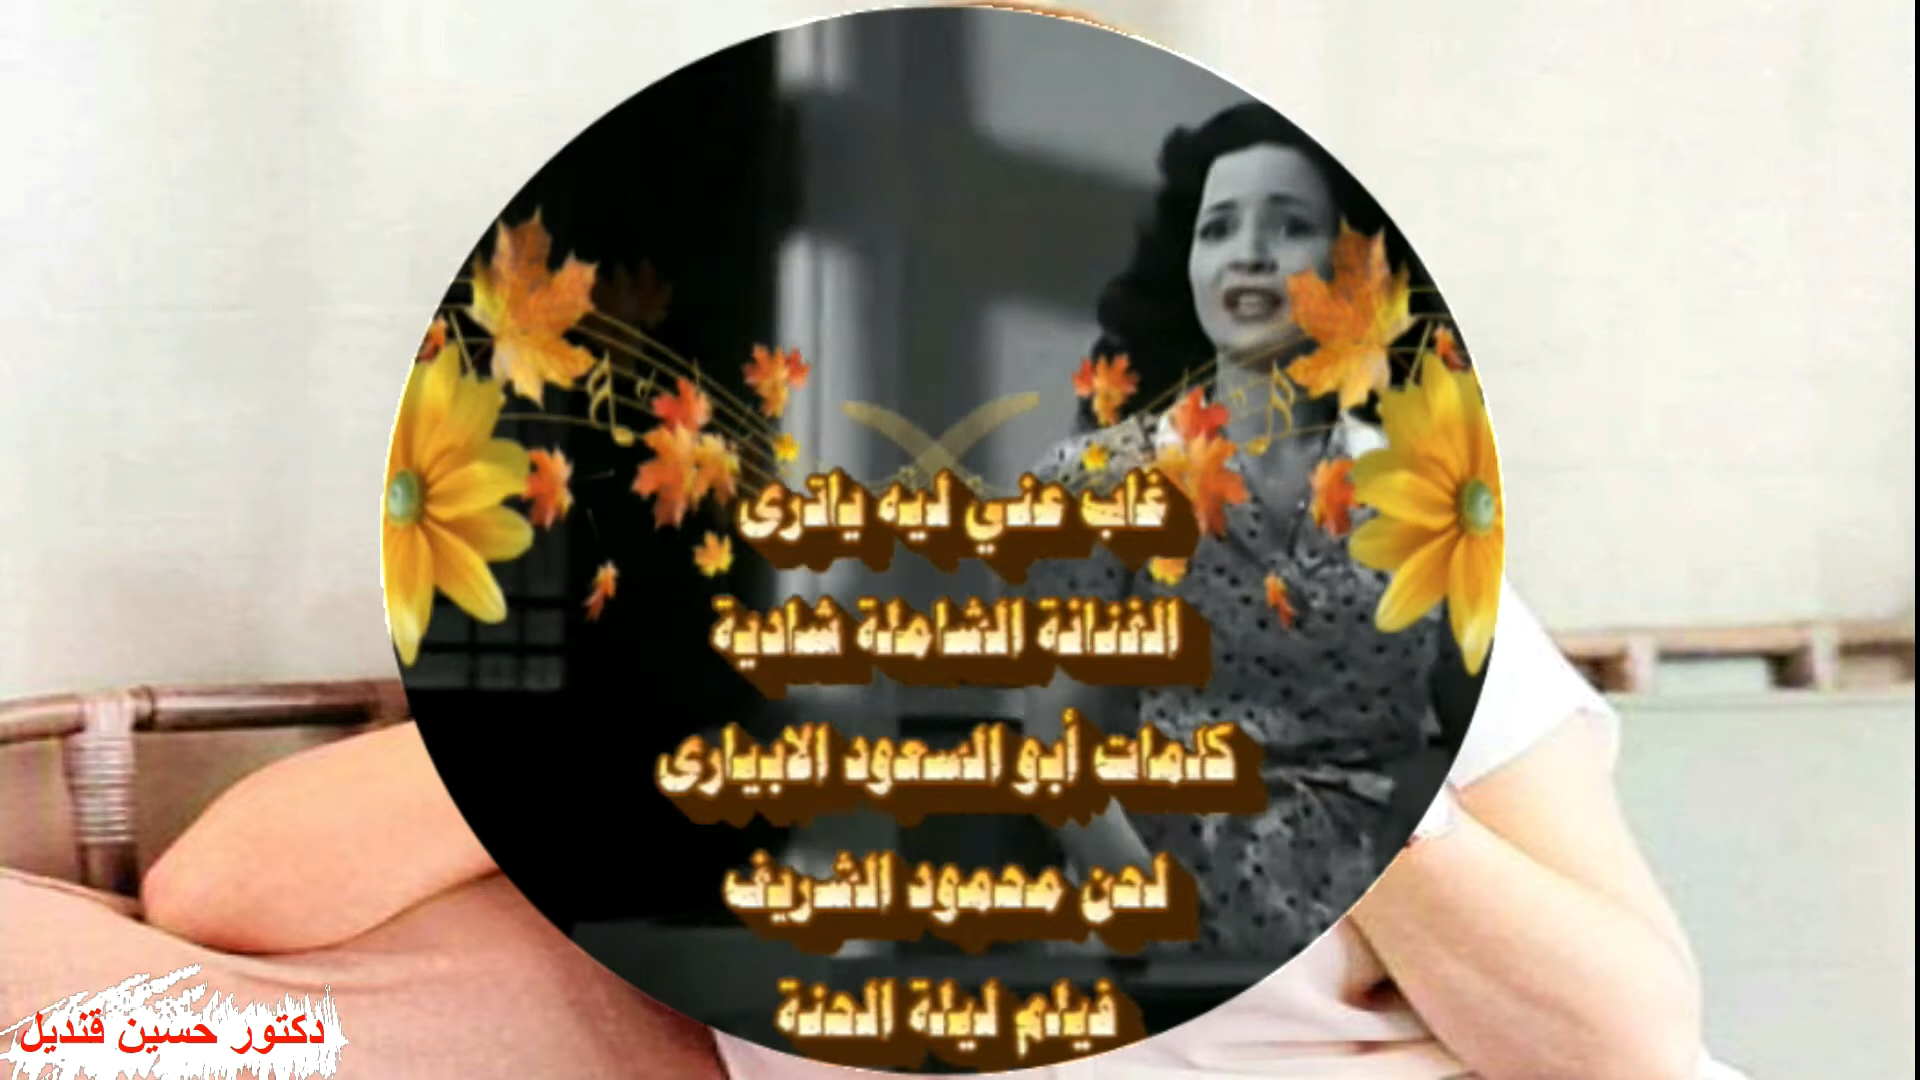 غاب عني ليه ياترى
الفنانة الشاملة شادية
كلمات أبو السعود الابيارى
لحن محمود الشريف
فيلم ليلة الحنة
دكتور حسين قنديل